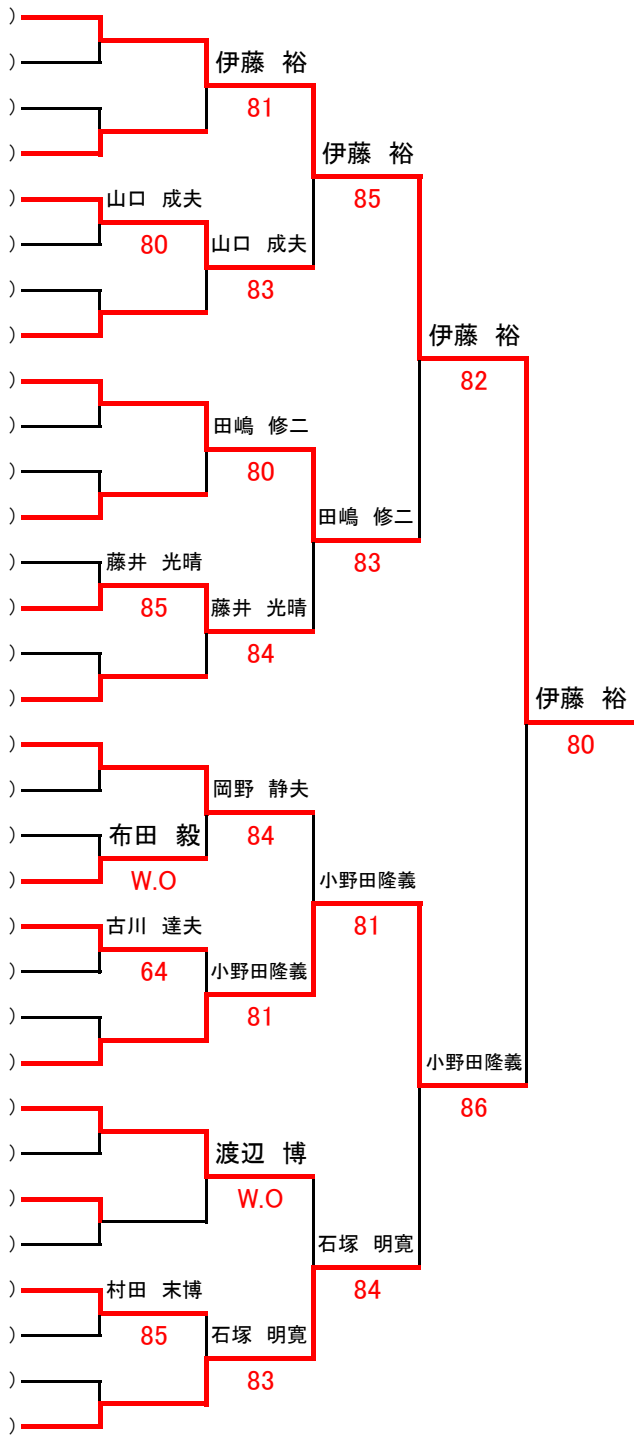 )
)
伊藤 裕
)
81
)
伊藤 裕
)
山口 成夫
85
)
80
山口 成夫
)
83
)
伊藤 裕
)
82
)
田嶋 修二
)
80
)
田嶋 修二
)
藤井 光晴
83
)
85
藤井 光晴
)
84
)
伊藤 裕
)
80
)
岡野 静夫
)
布田 毅
84
)
W.O
小野田隆義
)
古川 達夫
81
)
64
小野田隆義
)
81
)
小野田隆義
)
86
)
渡辺 博
)
W.O
)
石塚 明寛
)
村田 末博
84
)
85
石塚 明寛
)
83
)